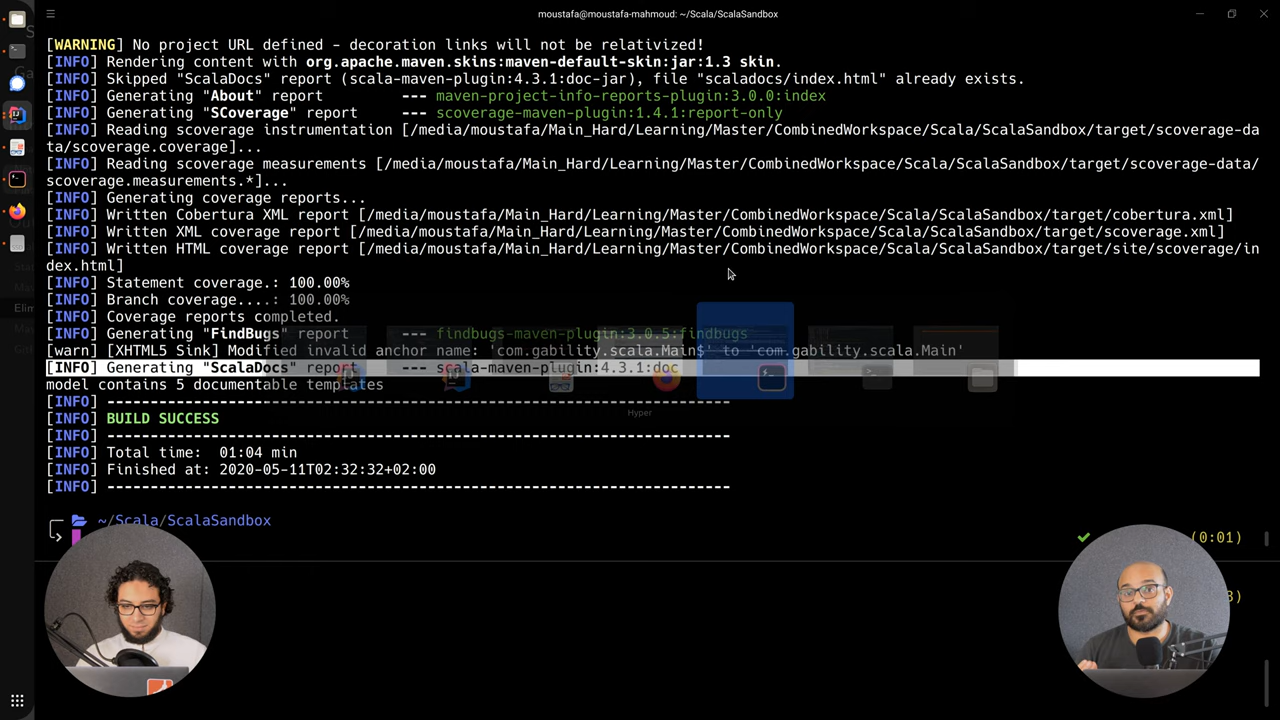 moustafa@moustafa-mahmoud: ~/Scala/ScalaSandbox
[WARNING] No project URL defined - decoration links will not be relativized!
[INFO] Rendering content with org.apache.maven.skins:maven-default-skin:jar:1.3 skin.
[INFO] Skipped "ScalaDocs" report (scala-maven-plugin:4.3.1:doc-jar), file "scaladocs/index.html" already exists.
[INFO] Generating "About" report --- maven-project-info-reports-plugin:3.0.0:index
[INFO] Generating "SCoverage" report --- scoverage-maven-plugin:1.4.1:report-only
[INFO] Reading scoverage instrumentation [/media/moustafa/Main_Hard/Learning/Master/CombinedWorkspace/Scala/ScalaSandbox/target/scoverage-da
ta/scoverage.coverage]...
[INFO] Reading scoverage measurements [/media/moustafa/Main_Hard/Learning/Master/CombinedWorkspace/Scala/ScalaSandbox/target/scoverage-data/
scoverage.measurements.*]...
[INFO] Generating coverage reports...
[INFO] Written Cobertura XML report [/media/moustafa/Main_Hard/Learning/Master/CombinedWorkspace/Scala/ScalaSandbox/target/cobertura.xml]
[INFO] Written XML coverage report [/media/moustafa/Main_Hard/Learning/Master/CombinedWorkspace/Scala/ScalaSandbox/target/scoverage.xml]
[INFO] Written HTML coverage report [/media/moustafa/Main_Hard/Learning/Master/CombinedWorkspace/Scala/ScalaSandbox/target/site/scoverage/in
dex.html]
[INFO] Statement coverage.: 100.00%
[INFO] Branch coverage....: 100.00%
[INFO] Coverage reports completed.
[INFO] Generating "FindBugs" report --- findbugs-maven-plugin:3.0.5:findbugs
[warn] [XHTML5 Sink] Modified invalid anchor name: 'com.gability.scala.Main$' to 'com.gability.scala.Main'
[INFO] Generating "ScalaDocs" report --- scala-maven-plugin:4.3.1:doc
model contains 5 documentable templates
[INFO] ------------------------------------------------------------------------
Hyper
[INFO] BUILD SUCCESS
[INFO] ------------------------------------------------------------------------
[INFO] Total time:  01:04 min
[INFO] Finished at: 2020-05-11T02:32:32+02:00
[INFO] ------------------------------------------------------------------------
~/Scala/ScalaSandbox
(0:01)